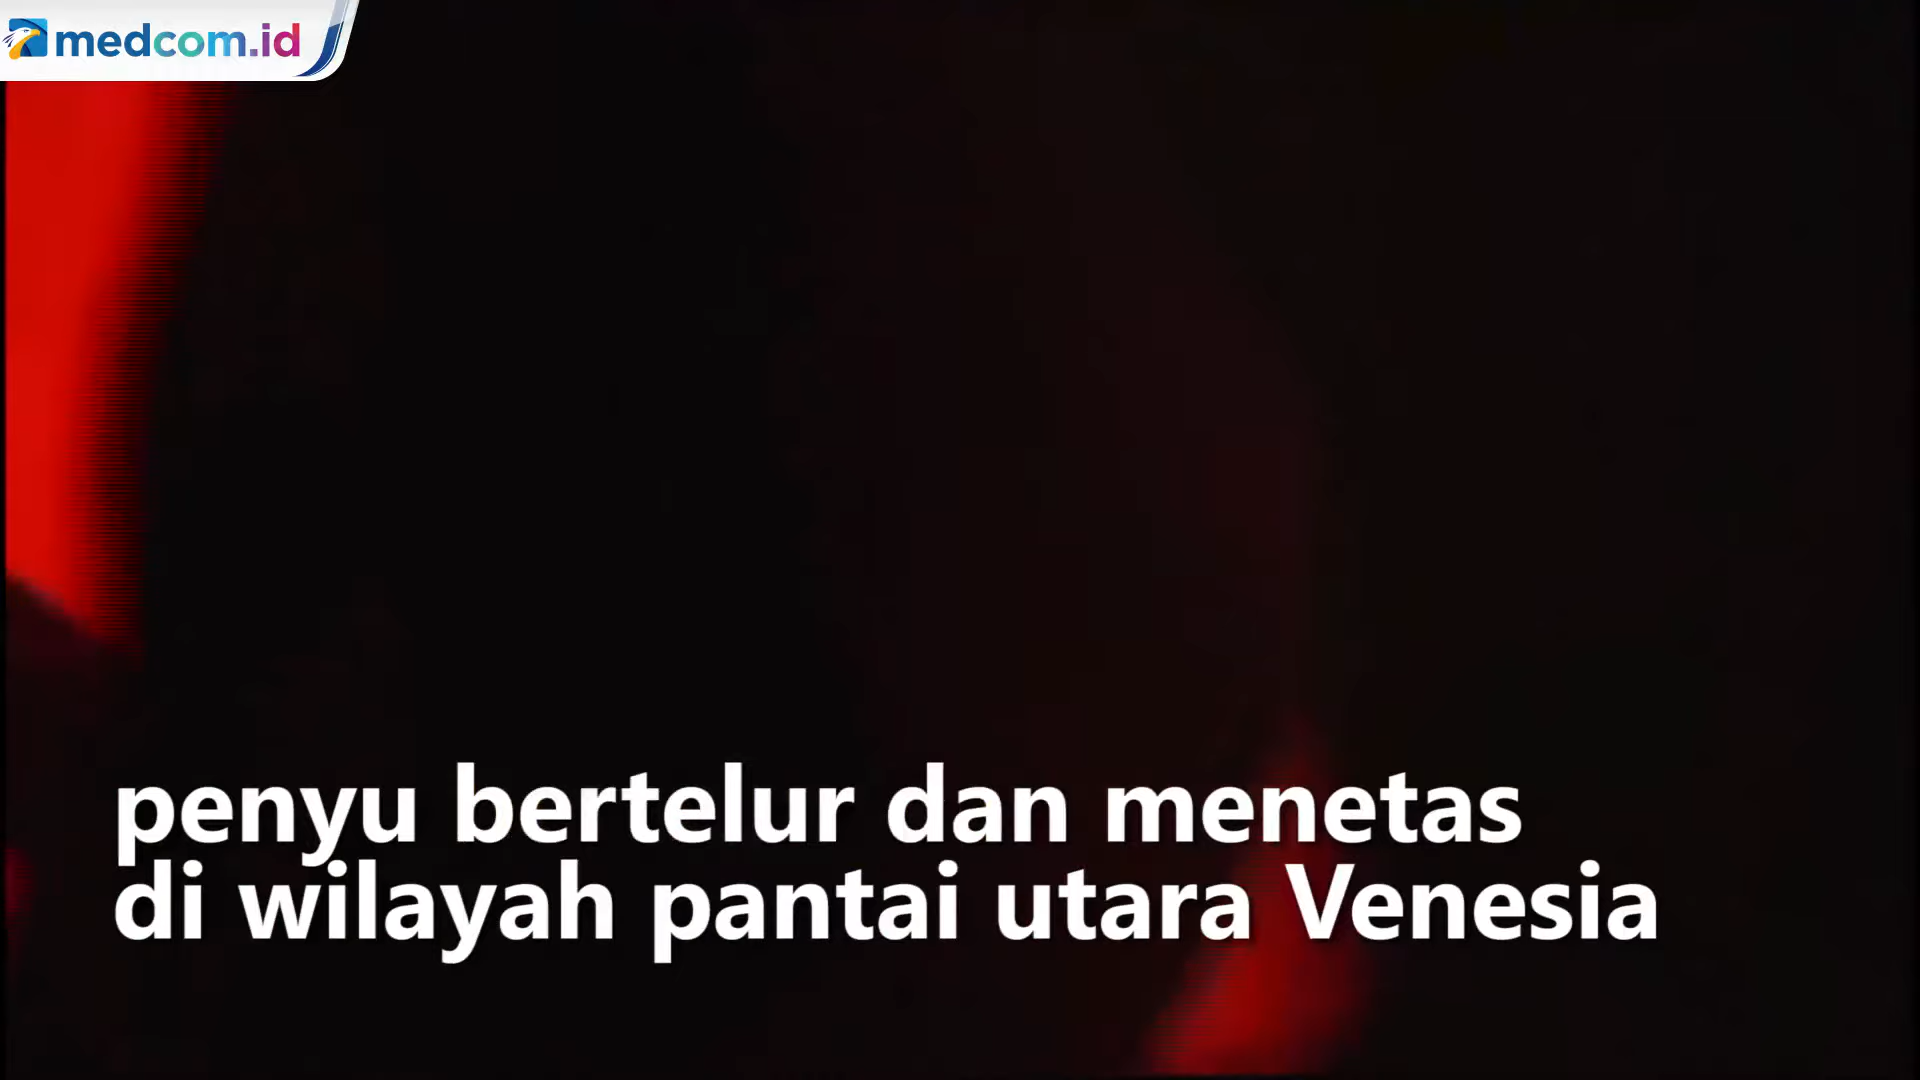 medcom.id
penyu bertelur dan menetas
di wilayah pantai utara Venesia